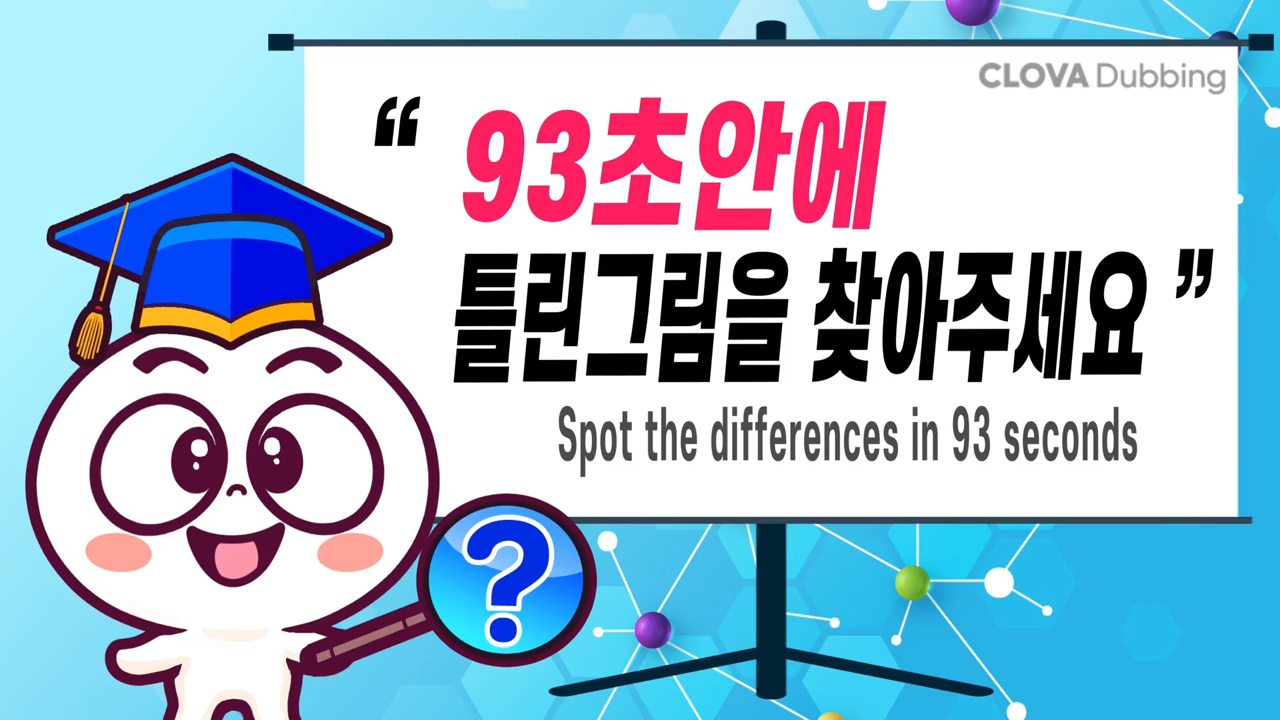 CLOVA Dubbing
“ 93초안에
틀린그림을 찾아주세요 ”
Spot the differences in 93 seconds
?